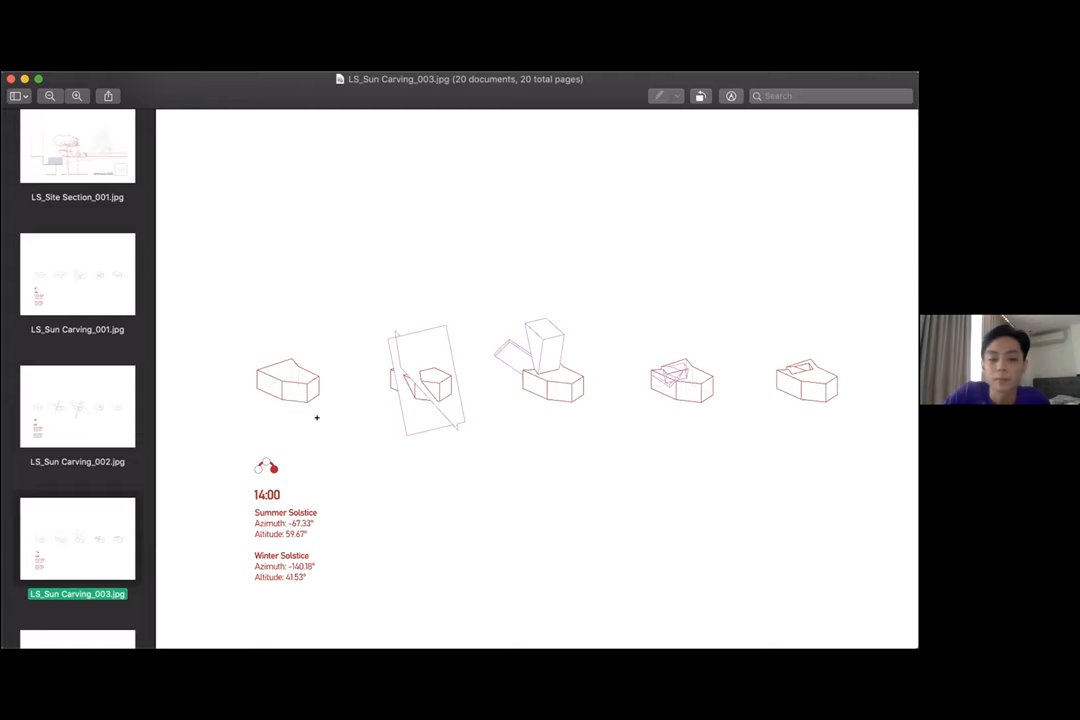 LS_Sun Carving_003.jpg (20 documents, 20 total pages)
Search
LS_Site Section_001.jpg
LS_Sun Carving_001.jpg
LS_Sun Carving_002.jpg
LS_Sun Carving_003.jpg
14:00
Summer Solstice
Azimuth: -67.33°
Altitude: 59.67°
Winter Solstice
Azimuth: -140.18°
Altitude: 41.53°